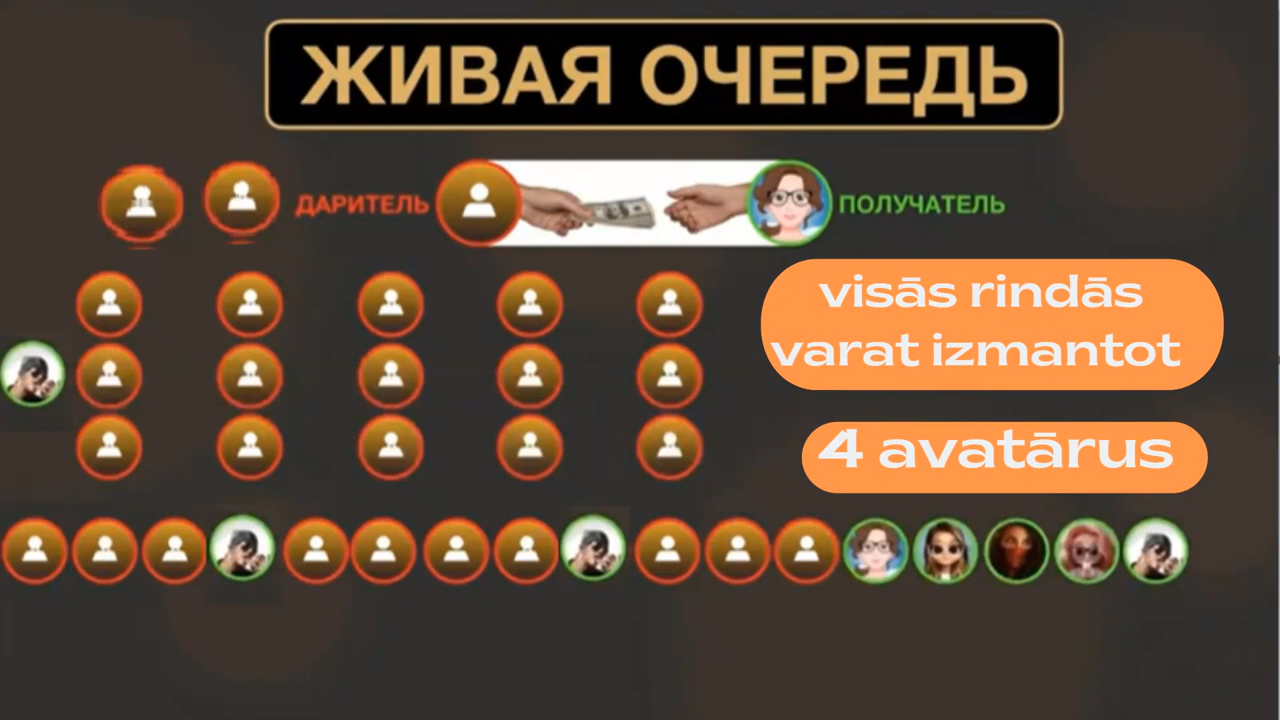 ЖИВАЯ ОЧЕРЕДЬ
ДАРИТЕЛЬ
ПОЛУЧАТЕЛЬ
visās rindās
varat izmantot
4 avatārus